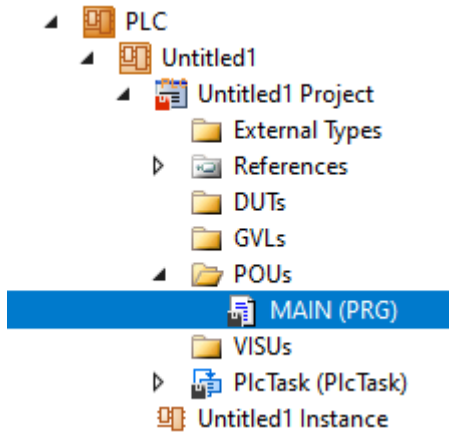 PLC
Untitled1
Untitled1 Project
External Types
References
DUTs
GVLs
POUs
MAIN (PRG)
VISUs
PlcTask (PlcTask)
Untitled1 Instance